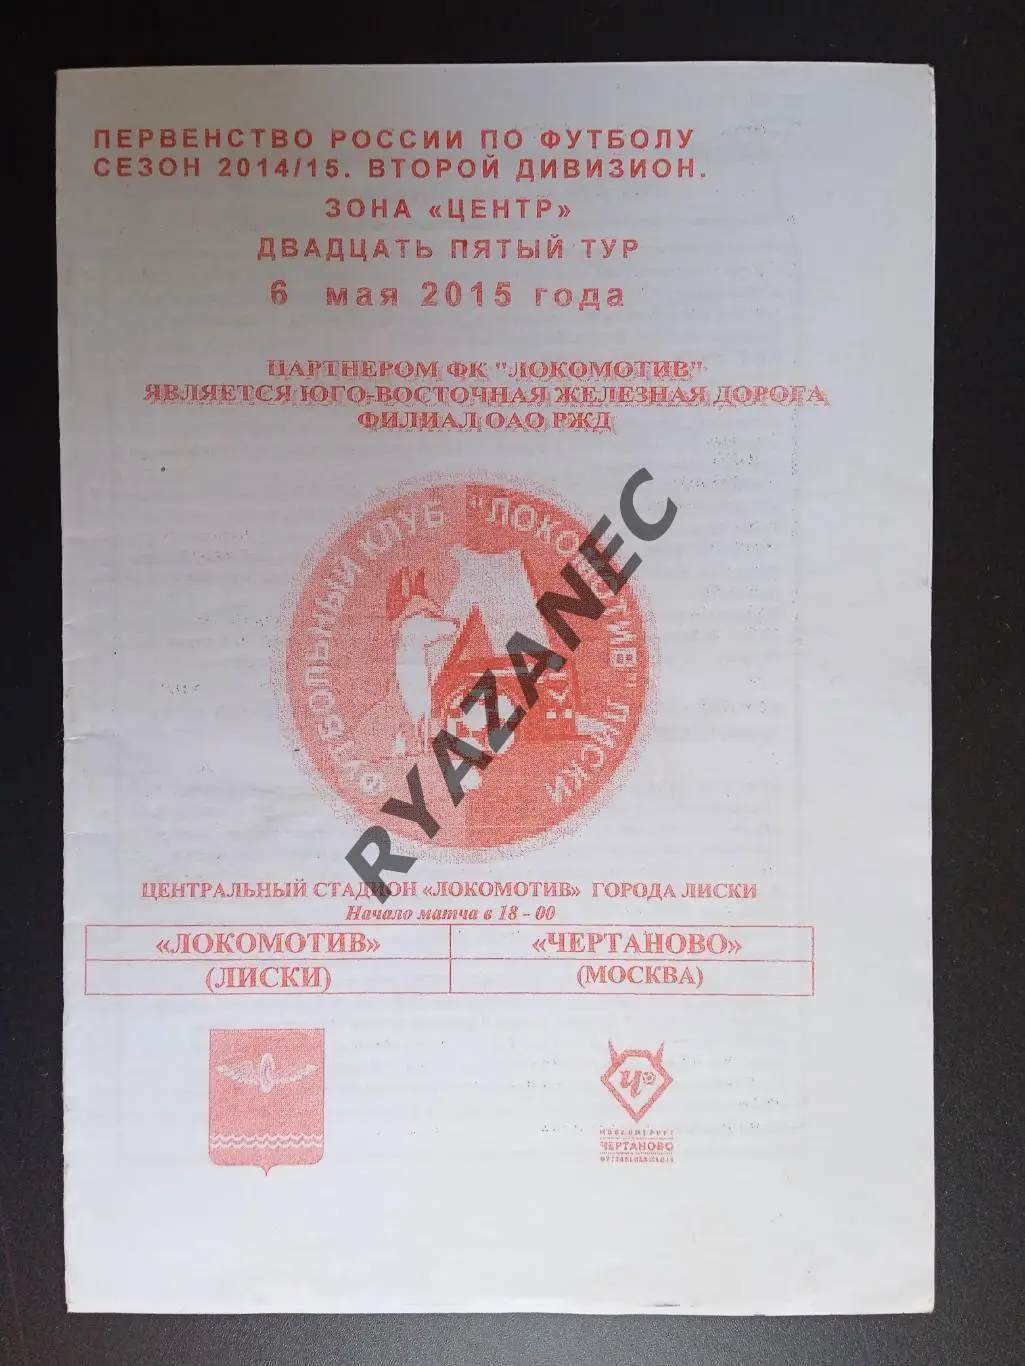 ПЕРВЕНСТВО РОССИИ ПО ФУТБОЛУ
СЕЗОН 2014/15. ВТОРОЙ ДИВИЗИОН.
ЗОНА «ЦЕНТР»
ДВАДЦАТЬ ПЯТЫЙ ТУР
6 мая 2015 года
ПАРТНЕРОМ ФК "ЛОКОМОТИВ"
ЯВЛЯЕТСЯ ЮГО-ВОСТОЧНАЯ ЖЕЛЕЗНАЯ ДОРОГА
ФИЛИАЛ ОАО РЖД
ФУТБОЛЬНЫЙ КЛУБ "ЛОКОМОТИВ" ЛИСКИ
RYAZANEC
ЦЕНТРАЛЬНЫЙ СТАДИОН «ЛОКОМОТИВ» ГОРОДА ЛИСКИ
Начало матча в 18 - 00
«ЛОКОМОТИВ» «ЧЕРТАНОВО»
(ЛИСКИ) (МОСКВА)
ЧЕРТАНОВО